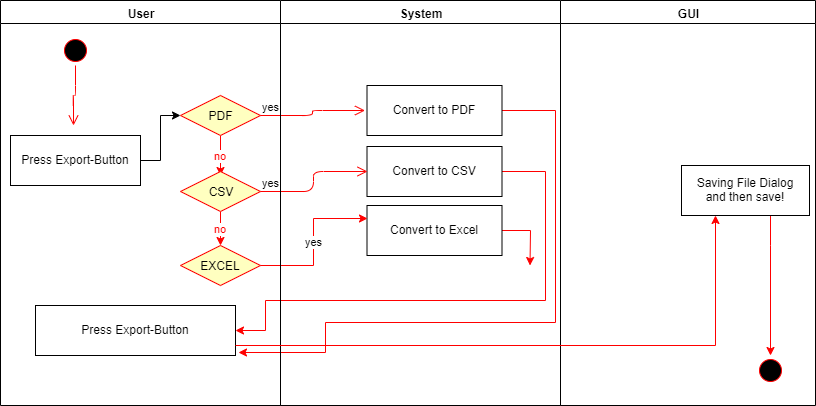 User
System
GUI
PDF
yes
Convert to PDF
Press Export-Button
no
CSV
yes
Convert to CSV
Saving File Dialog
and then save!
no
yes
Convert to Excel
EXCEL
Press Export-Button